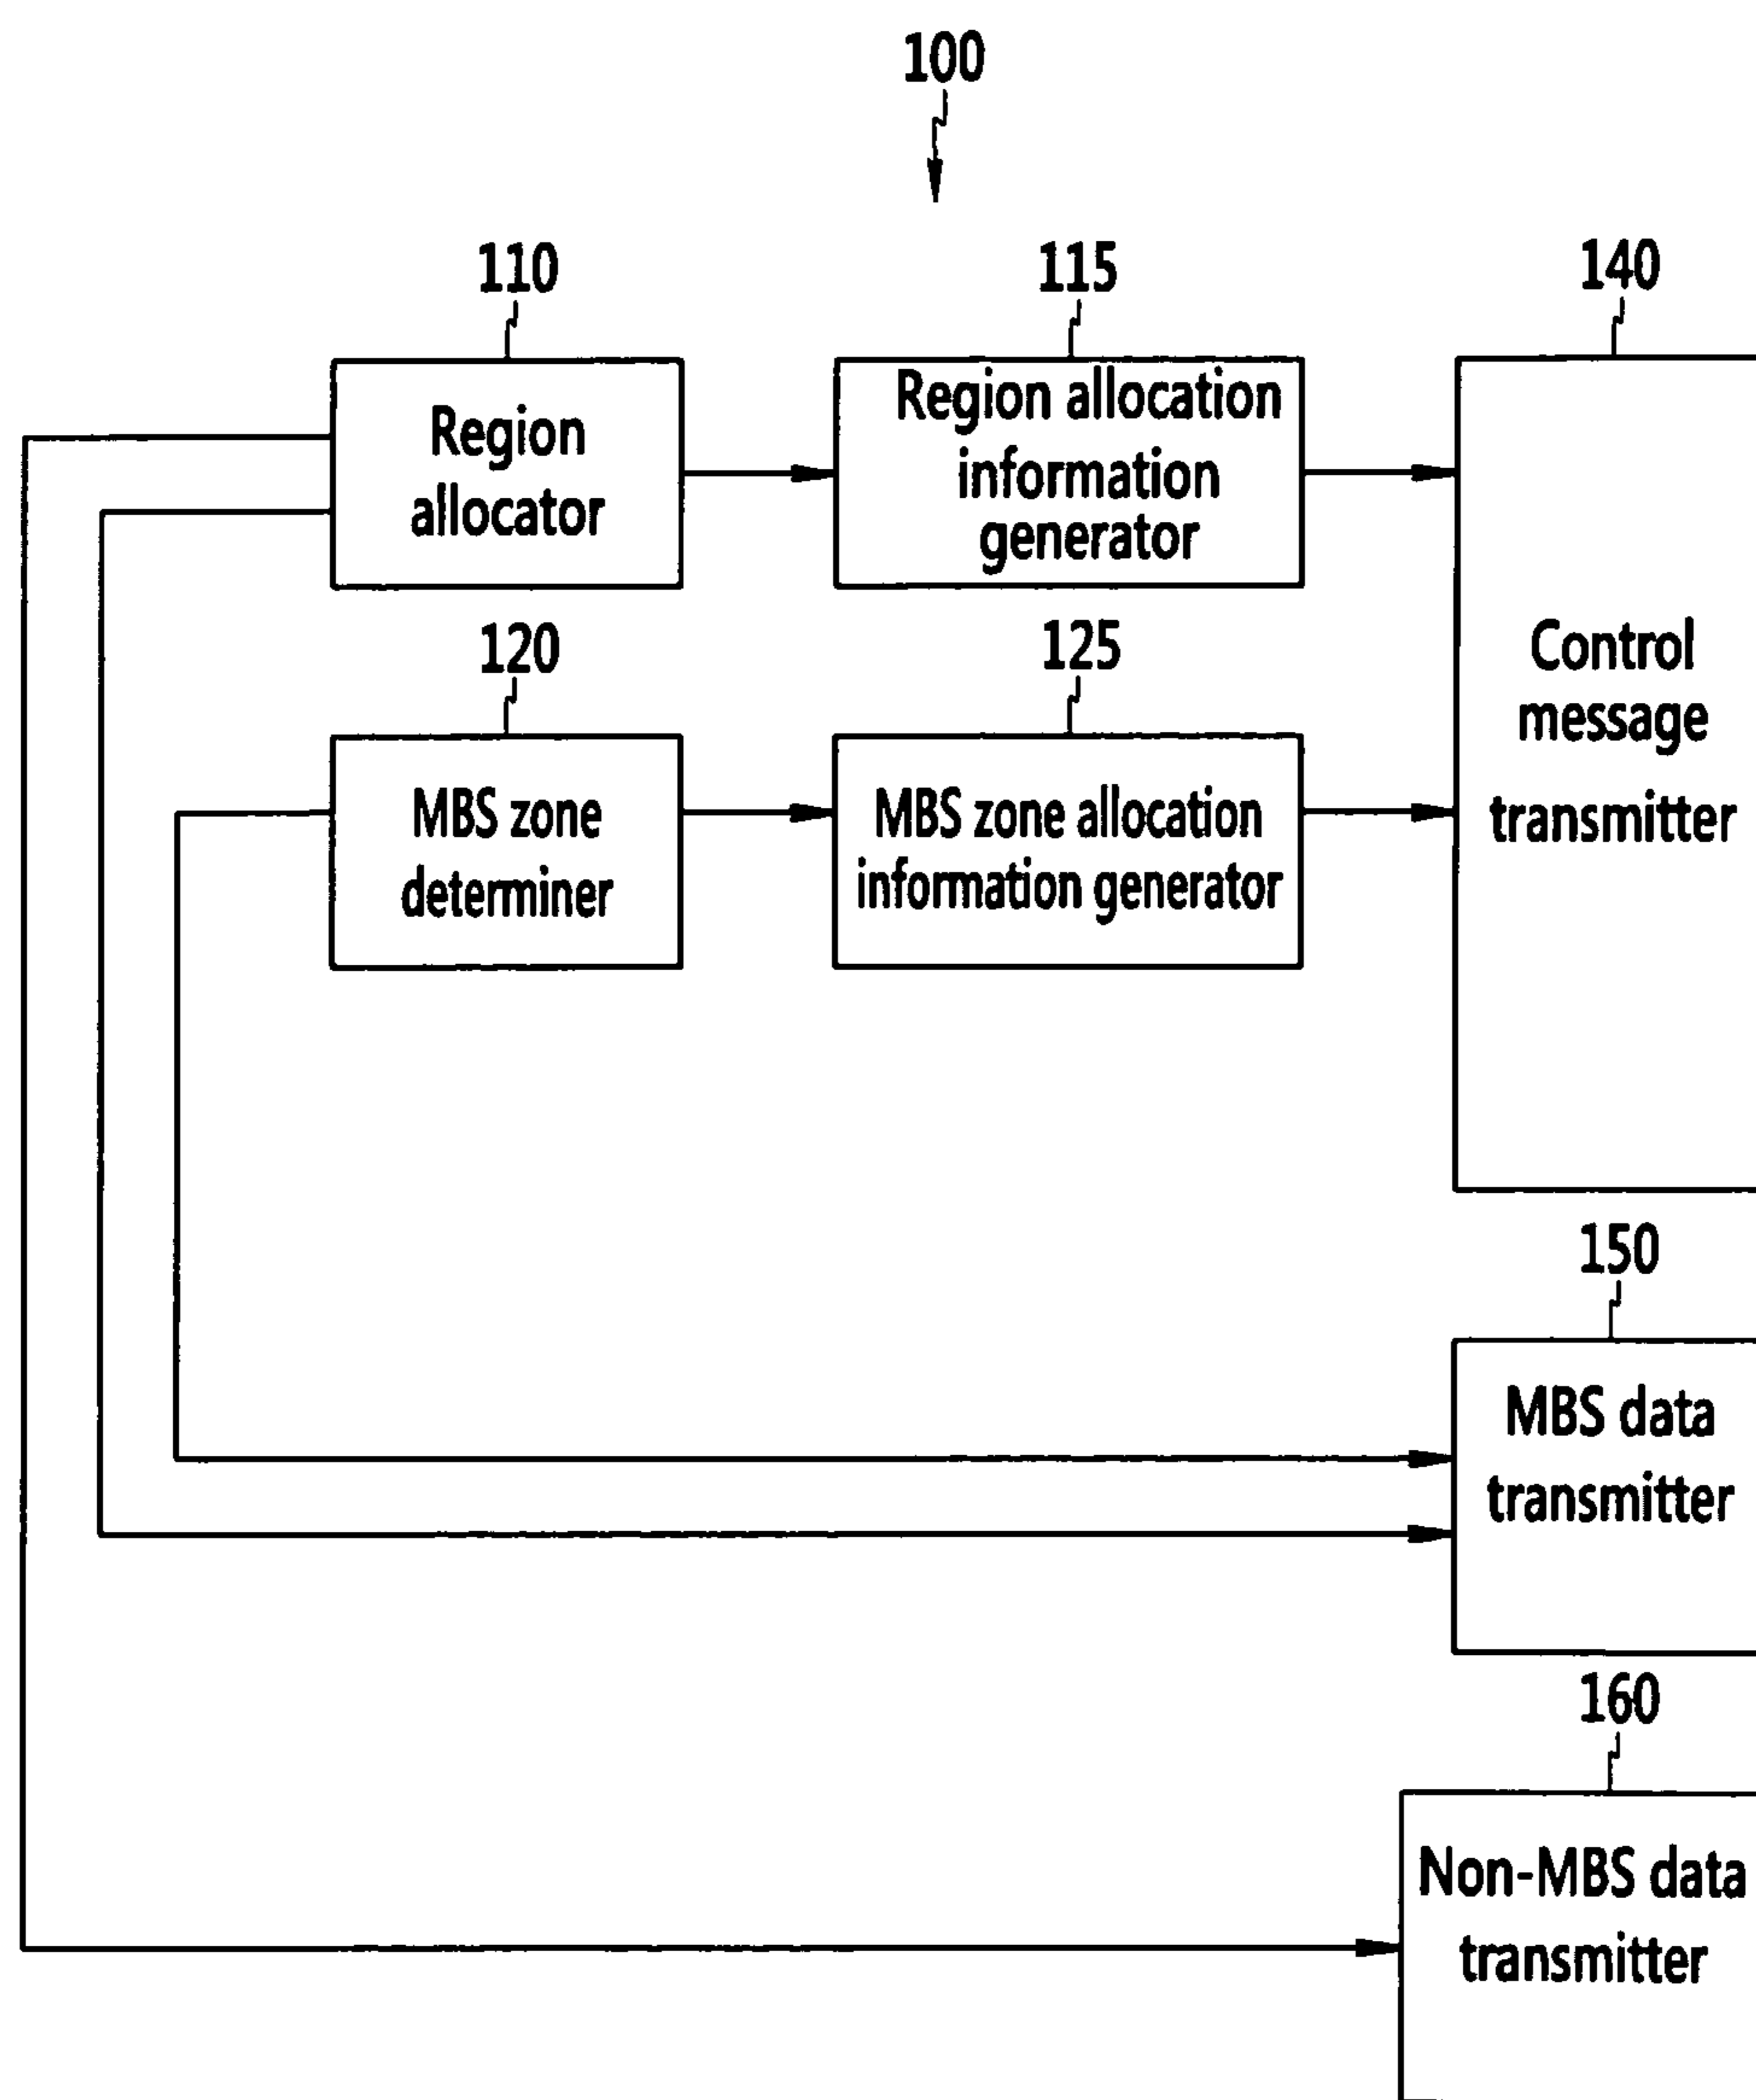 100
110
115
140
Region
allocator
Region allocation
information
generator
120
125
Control
message
transmitter
MBS zone
determiner
MBS zone allocation
information generator
150
MBS data
transmitter
160
Non-MBS data
transmitter